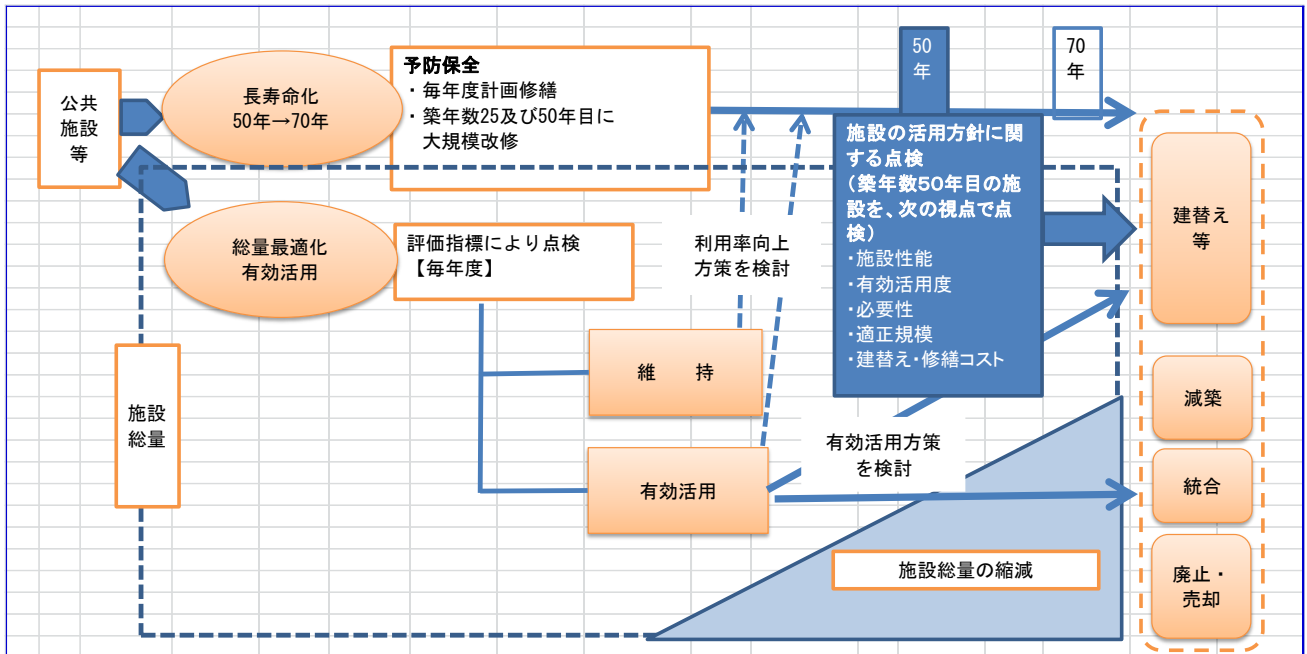 公共
施設
等
長寿命化
50年→70年
予防保全
・毎年度計画修繕
・築年数25及び50年目に
大規模改修
50
年
70
年
総量最適化
有効活用
評価指標により点検
【毎年度】
利用率向上
方策を検討
施設の活用方針に関
する点検
(築年数50年目の施
設を、次の視点で点
検)
・施設性能
・有効活用度
・必要性
・適正規模
・建替え・修繕コスト
建替え
等
維　持
施設
総量
減築
有効活用方策
を検討
有効活用
統合
施設総量の縮減
廃止・
売却